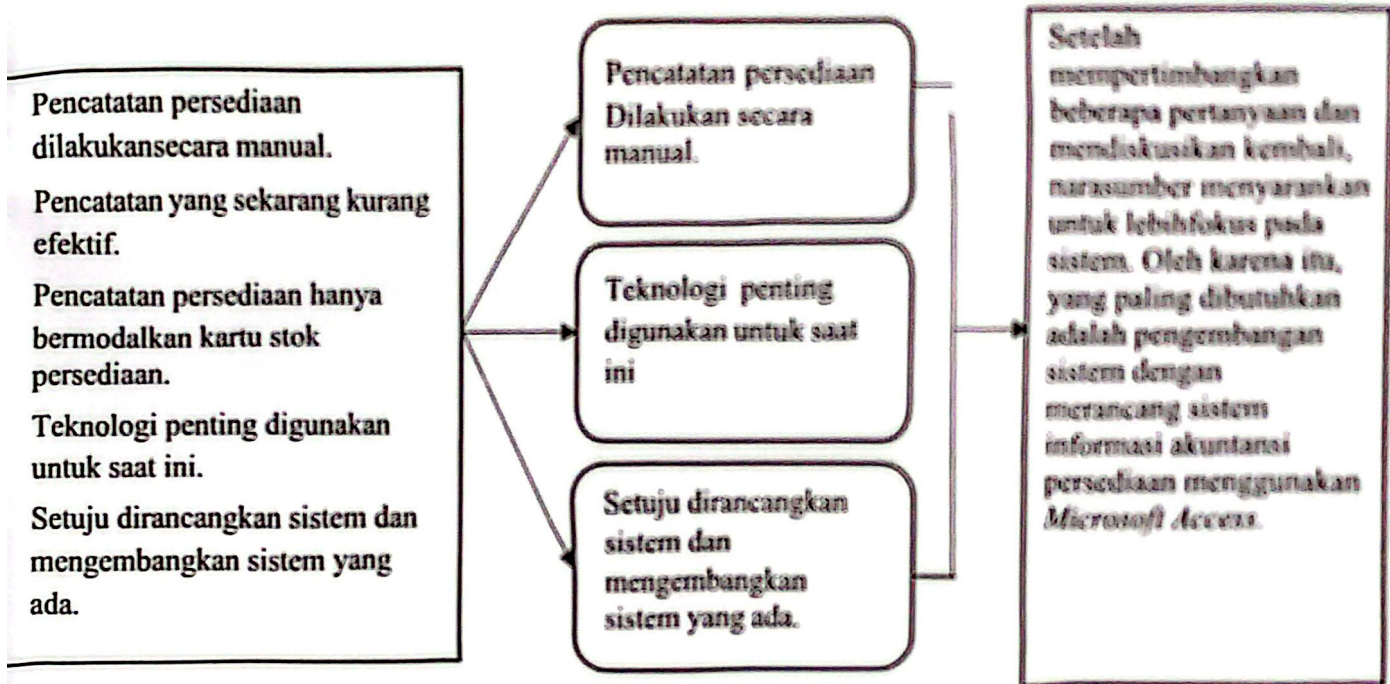 Pencatatan persediaan
dilakukansecara manual.
Pencatatan yang sekarang kurang
efektif.
Pencatatan persediaan hanya
bermodalkan kartu stok
persediaan.
Teknologi penting digunakan
untuk saat ini.
Setuju dirancangkan sistem dan
mengembangkan sistem yang
ada.
Pencatatan persediaan
Dilakukan secara
manual.
Teknologi penting
digunakan untuk saat
ini
Setuju dirancangkan
sistem dan
mengembangkan
sistem yang ada.
Setelah
mempertimbangkan
beberapa pertanyaan dan
mendiskusikan kembali,
narasumber menyarankan
untuk lebihfokus pada
sistem. Oleh karena itu,
yang paling dibutuhkan
adalah pengembangan
sistem dengan
merancang sistem
informasi akuntansi
persediaan menggunakan
Microsoft Access.